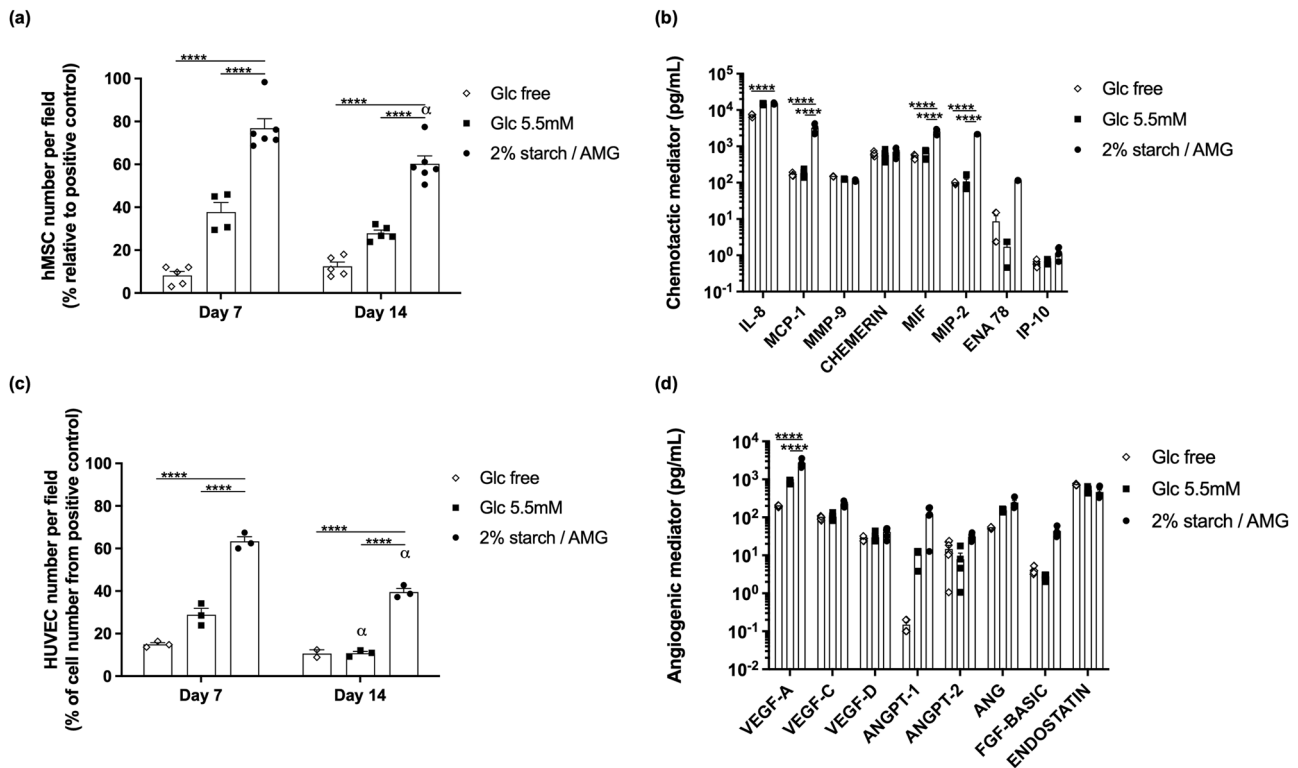 (a)
hMSC number per field
(% relative to positive control)
100
80
60
40
20
0
****
****
****
****
α
Day 7
Day 14
Glc free
Glc 5.5mM
2% starch / AMG
(b)
Chemotactic mediator (pg/mL)
10^5
10^4
10^3
10^2
10^1
10^0
10^-1
****
****
****
****
****
****
****
IL-8
MCP-1
MMP-9
CHEMERIN
MIF
MIP-2
ENA 78
IP-10
Glc free
Glc 5.5mM
2% starch / AMG
(c)
HUVEC number per field
(% of cell number from positive control)
100
80
60
40
20
0
****
****
****
****
α
α
Day 7
Day 14
Glc free
Glc 5.5mM
2% starch / AMG
(d)
Angiogenic mediator (pg/mL)
10^4
10^3
10^2
10^1
10^0
10^-1
10^-2
****
****
VEGF-A
VEGF-C
VEGF-D
ANGPT-1
ANGPT-2
ANG
FGF-BASIC
ENDOSTATIN
Glc free
Glc 5.5mM
2% starch / AMG